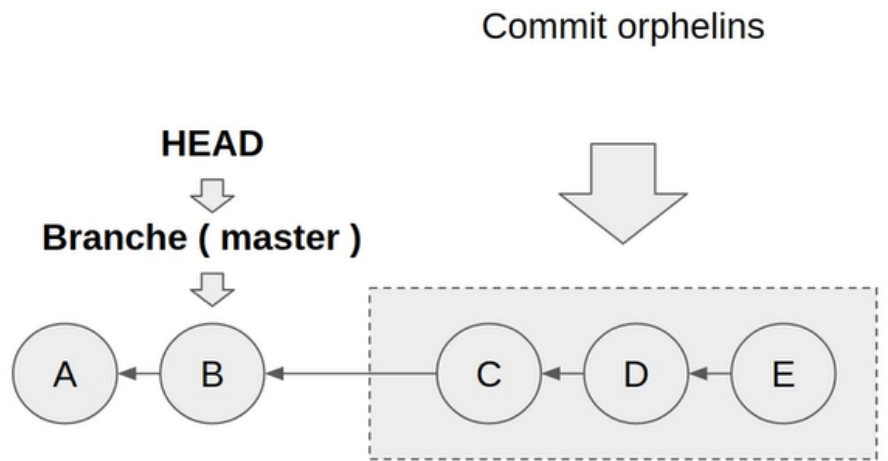 Commit orphelins
HEAD
Branche ( master )
A
B
C
D
E